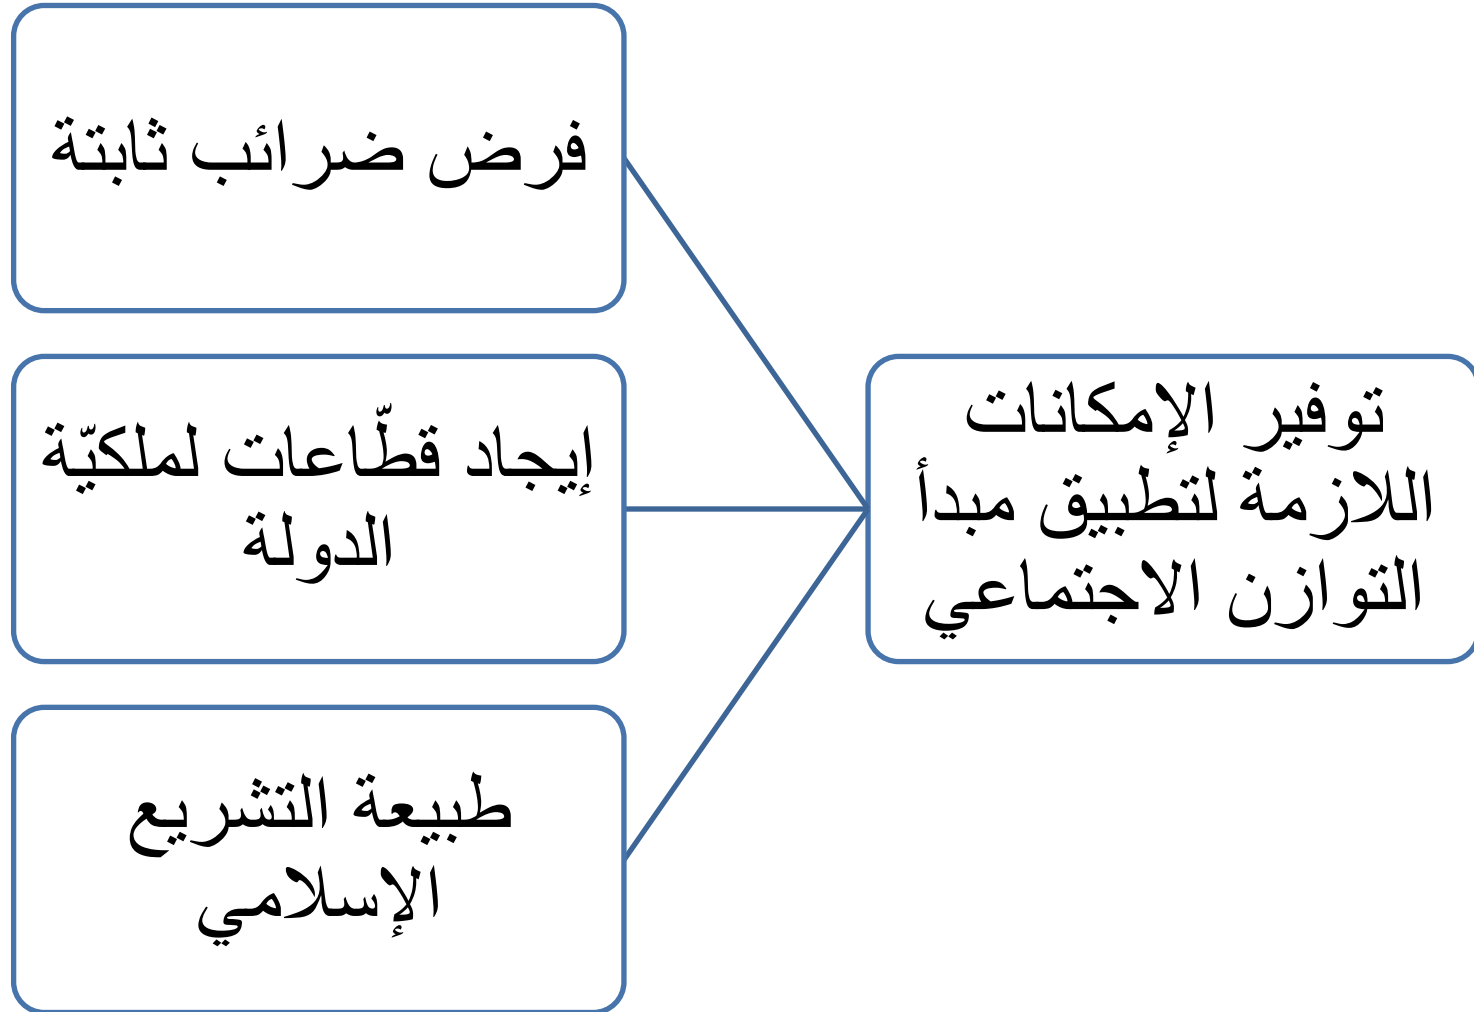 توفير الإمكانات
اللازمة لتطبيق مبدأ
التوازن الاجتماعي
فرض ضرائب ثابتة
إيجاد قطّاعات لملكيّة
الدولة
طبيعة التشريع
الإسلامي